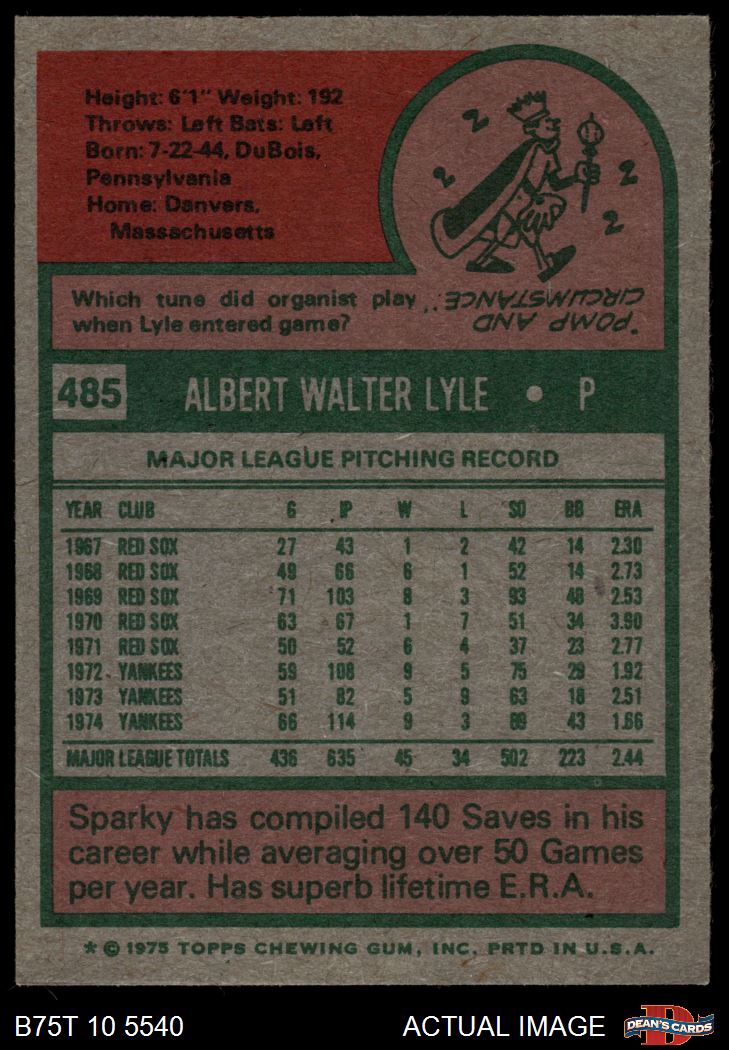 Height: 6'1" Weight: 192
Throws: Left Bats: Left
Born: 7-22-44, DuBois,
Pennsylvania
Home: Danvers,
Massachusetts
2 2 2 2
Which tune did organist play
when Lyle entered game?
"POMP AND
CIRCUMSTANCE."
485 ALBERT WALTER LYLE • P
MAJOR LEAGUE PITCHING RECORD
YEAR CLUB G IP W L SO BB ERA
1967 RED SOX 27 43 1 2 42 14 2.30
1968 RED SOX 49 66 6 1 52 14 2.73
1969 RED SOX 71 103 8 3 93 48 2.53
1970 RED SOX 63 67 1 7 51 34 3.90
1971 RED SOX 50 52 6 4 37 23 2.77
1972 YANKEES 59 108 9 5 75 29 1.92
1973 YANKEES 51 82 5 9 63 18 2.51
1974 YANKEES 66 114 9 3 89 43 1.66
MAJOR LEAGUE TOTALS 436 635 45 34 502 223 2.44
Sparky has compiled 140 Saves in his
career while averaging over 50 Games
per year. Has superb lifetime E.R.A.
* © 1975 TOPPS CHEWING GUM, INC. PRTD IN U.S.A.
B75T 10 5540 ACTUAL IMAGE DEAN'S CARDS